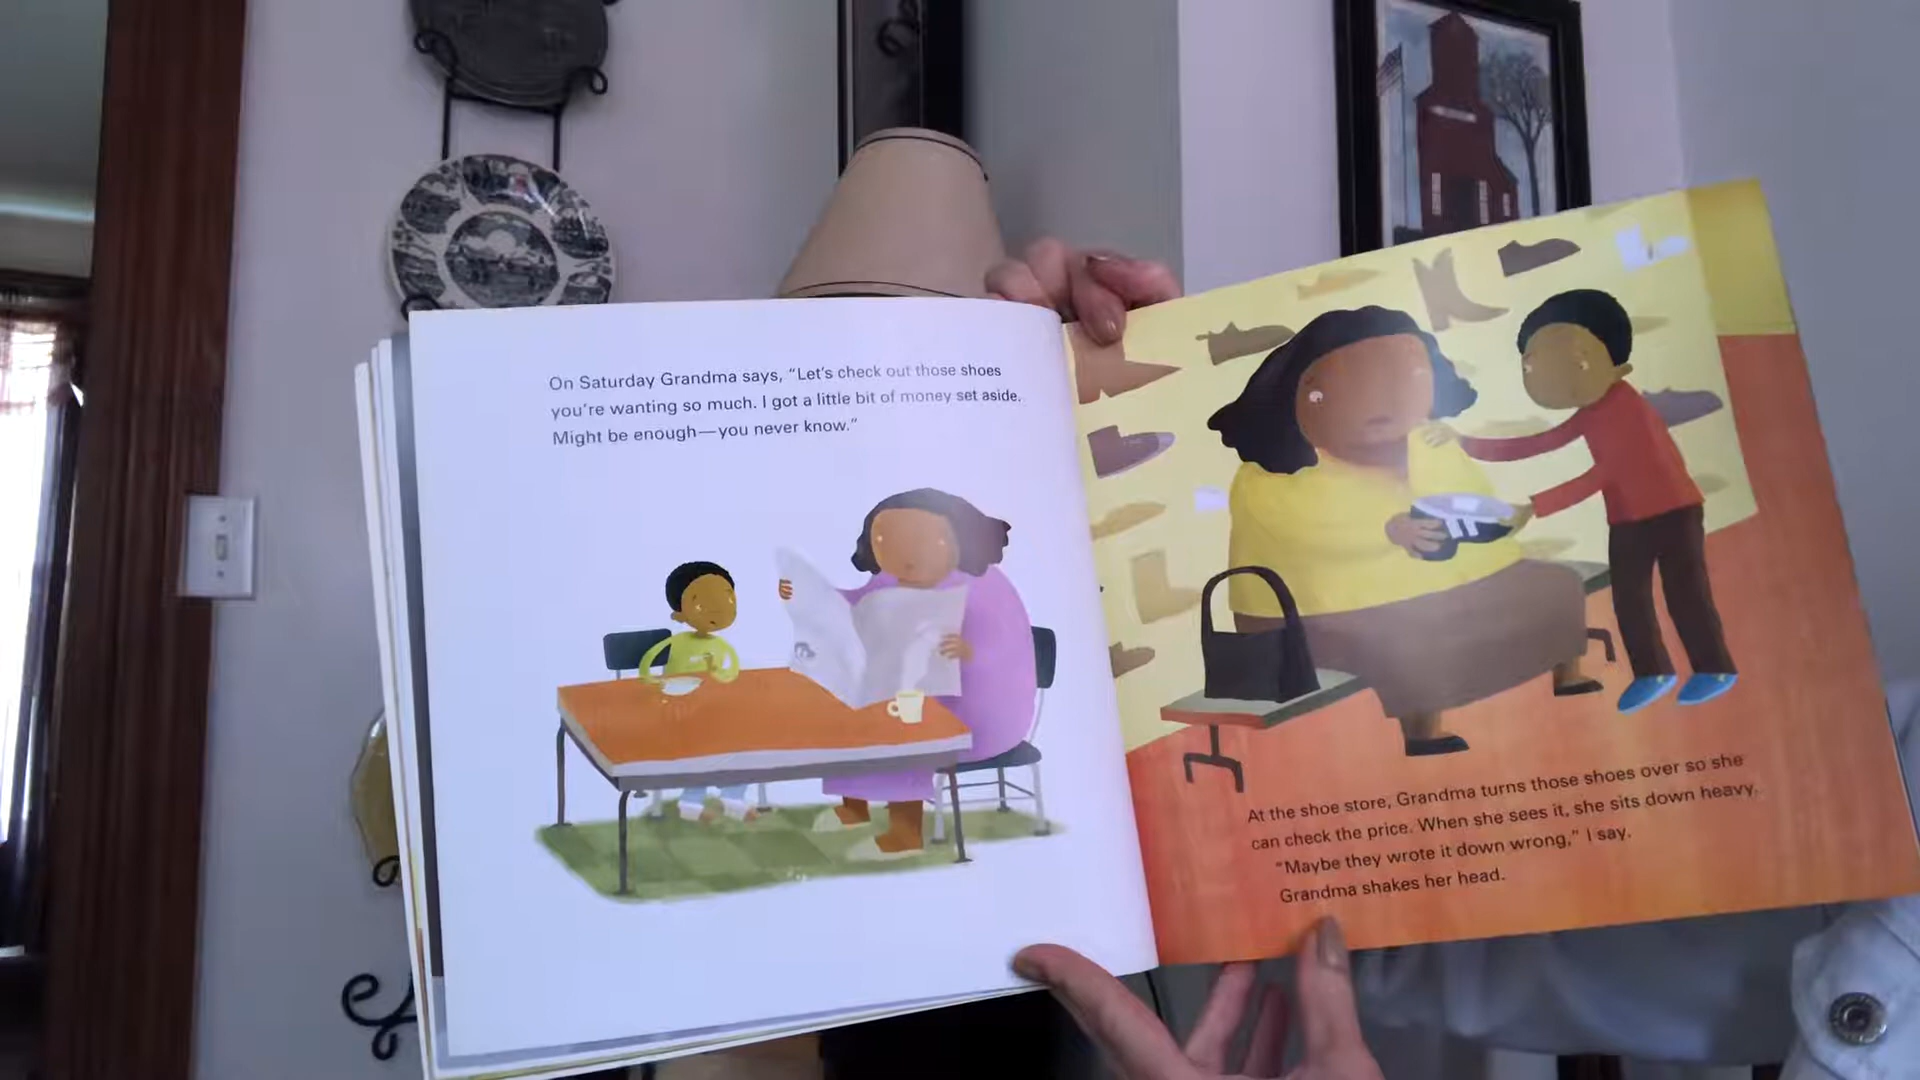 On Saturday Grandma says, “Let’s check out those shoes
you’re wanting so much. I got a little bit of money set aside.
Might be enough—you never know.”
At the shoe store, Grandma turns those shoes over so she
can check the price. When she sees it, she sits down heavy.
“Maybe they wrote it down wrong,” I say.
Grandma shakes her head.